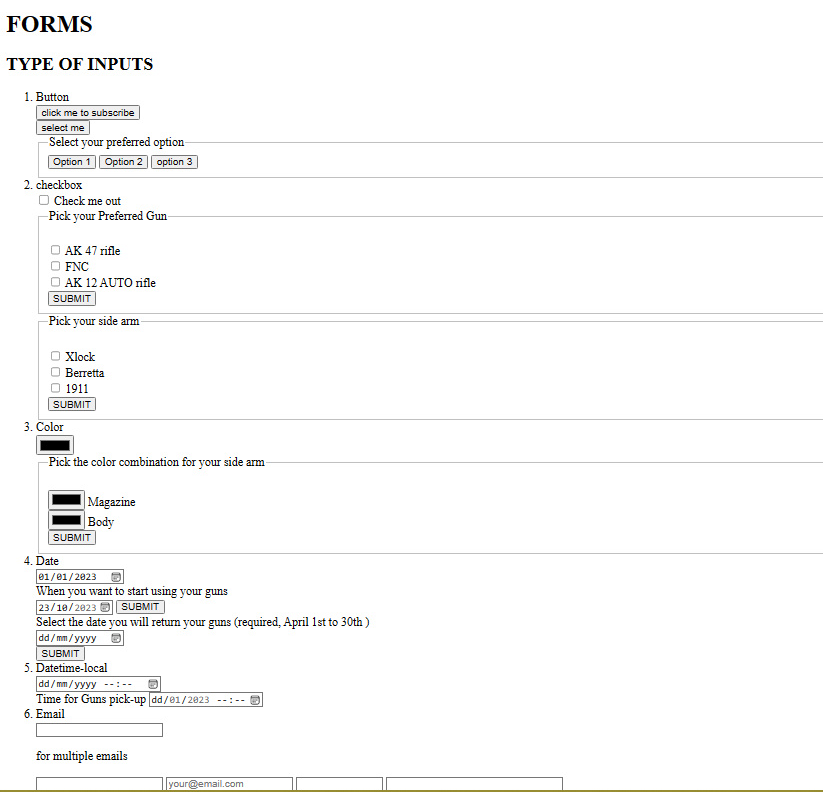 FORMS
TYPE OF INPUTS
1. Button
click me to subscribe
select me
Select your preferred option
Option 1 Option 2 option 3
2. checkbox
Check me out
Pick your Preferred Gun
AK 47 rifle
FNC
AK 12 AUTO rifle
SUBMIT
Pick your side arm
Xlock
Berretta
1911
SUBMIT
3. Color
Pick the color combination for your side arm
Magazine
Body
SUBMIT
4. Date
01/01/2023
When you want to start using your guns
23/10/2023 SUBMIT
Select the date you will return your guns (required, April 1st to 30th )
dd/mm/yyyy
SUBMIT
5. Datetime-local
dd/mm/yyyy --:--
Time for Guns pick-up dd/01/2023 --:--
6. Email
for multiple emails
your@email.com